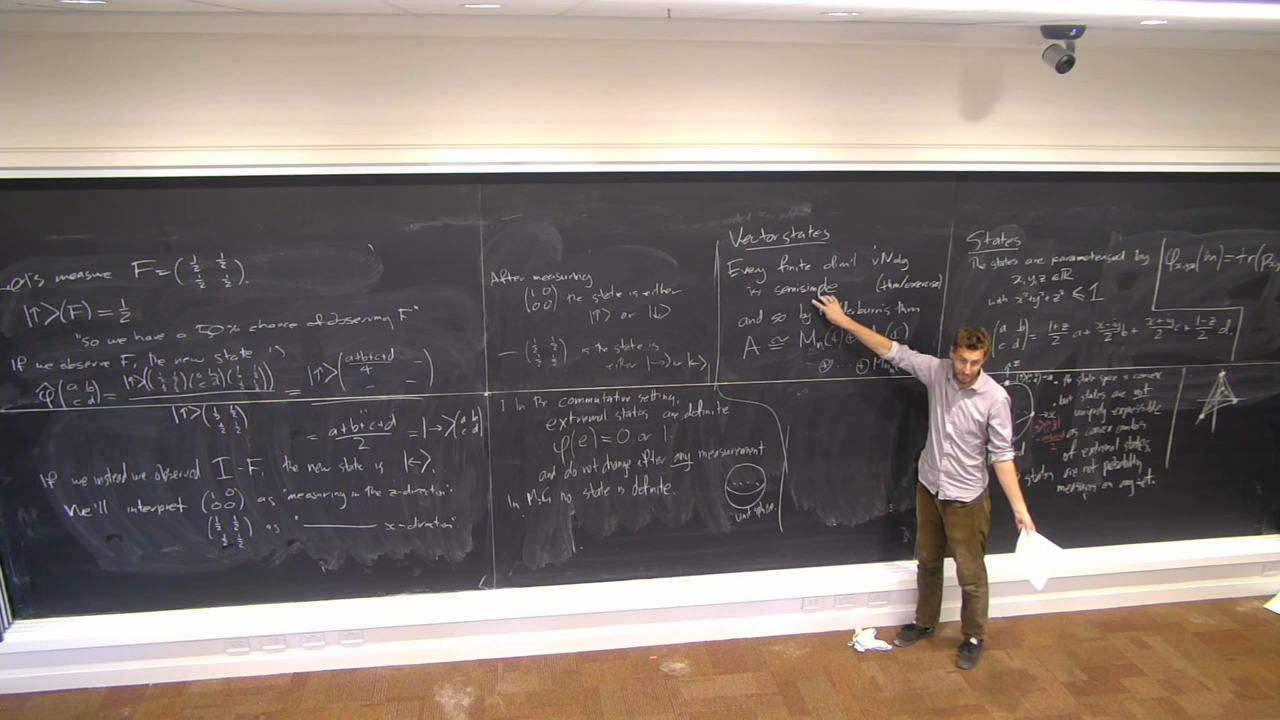 Let's measure F = (½ ½ ½ ½).
|↑>(F) = ½
"so we have a 50% chance of observing F"
If we observe F, the new state is
φ̂(a b c d) = |↑>((½ ½ ½ ½)(a b c d)(½ ½ ½ ½)) / |↑>(½ ½ ½ ½) = |↑>(a+b+c+d/4
= a+b+c+d/2 = |→>(a b c d)
If we instead observed I-F, the new state is |←>.
We'll interpret (1 0 0 0) as "measuring in the z-direction"
(½ ½ ½ ½) as " ——— x-direction"
After measuring
(1 0 0 0) the state is either
|↑> or |↓>
— (½ ½ ½ ½) is the state is
either |→> or |←>
In the commutative setting,
extremal states are definite
φ(e) = 0 or 1
and do not change after any measurement
In M₂ℂ no state is definite.
unit sphere.
Vector states
Every finite dim'l vNalg
is semisimple (thm/exercise)
and so by thm
A ≅
States
The states are parameterised by
x,y,z ∈ ℝ
with x²+y²+z² ≤ 1
(a b c d) = 1+z/2 a + x-iy/2 b + x+iy/2 c + 1-z/2 d.
state space is convex
but states are not
uniquely expressible
as convex combos
of extremal states.
states are not probability
measures on any set.